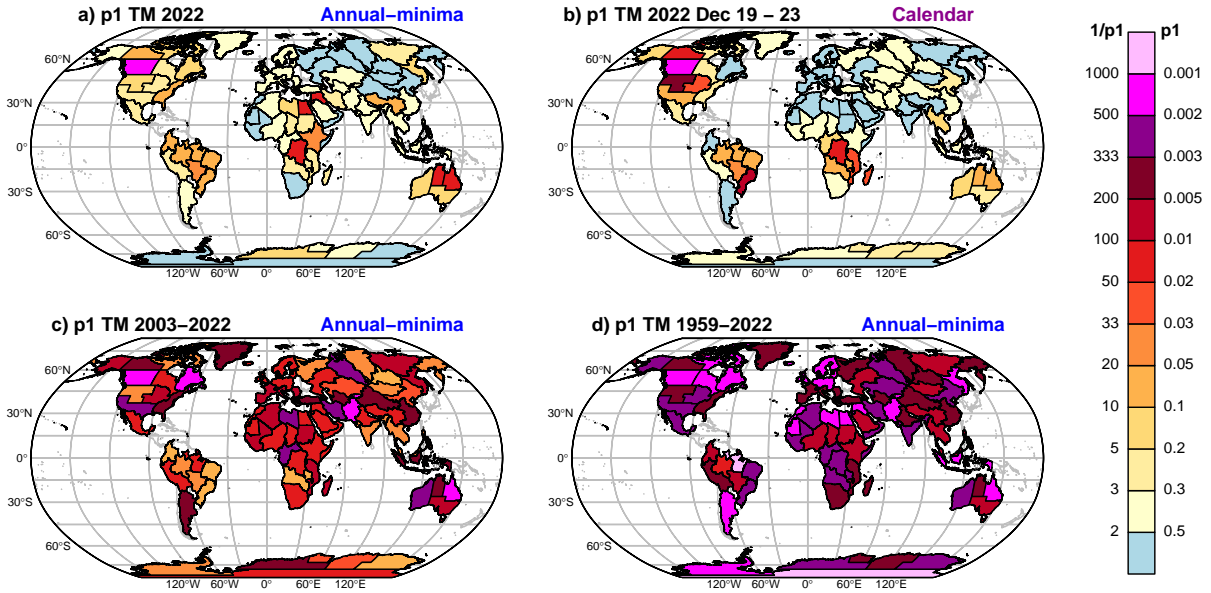 a) p1 TM 2022 Annual−minima
60°N
30°N
0°
30°S
60°S
120°W 60°W 0° 60°E 120°E
b) p1 TM 2022 Dec 19 − 23 Calendar
60°N
30°N
0°
30°S
60°S
120°W 60°W 0° 60°E 120°E
c) p1 TM 2003−2022 Annual−minima
60°N
30°N
0°
30°S
60°S
120°W 60°W 0° 60°E 120°E
d) p1 TM 1959−2022 Annual−minima
60°N
30°N
0°
30°S
60°S
120°W 60°W 0° 60°E 120°E
1/p1 p1
1000 0.001
500 0.002
333 0.003
200 0.005
100 0.01
50 0.02
33 0.03
20 0.05
10 0.1
5 0.2
3 0.3
2 0.5